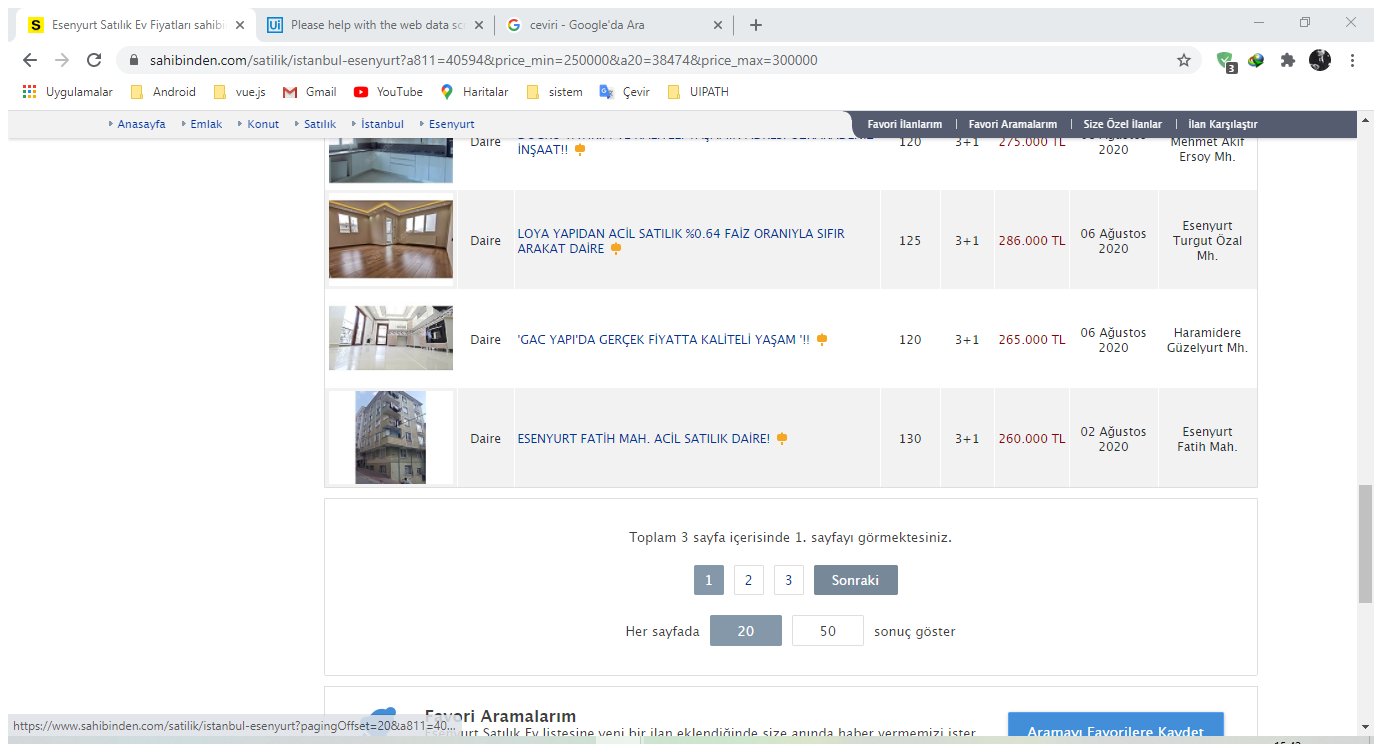 Esenyurt Satılık Ev Fiyatları sahibi
Please help with the web data scr
ceviri - Google'da Ara
sahibinden.com/satilik/istanbul-esenyurt?a811=40594&price_min=250000&a20=38474&price_max=300000
3
Uygulamalar Android vue.js Gmail YouTube Haritalar sistem Çevir UIPATH
Anasayfa Emlak Konut Satılık İstanbul Esenyurt
Favori İlanlarım | Favori Aramalarım | Size Özel İlanlar | İlan Karşılaştır
Daire
İNŞAAT!!
120
3+1
275.000 TL
2020
Mehmet Akif
Ersoy Mh.
Daire
LOYA YAPIDAN ACİL SATILIK %0.64 FAİZ ORANIYLA SIFIR
ARAKAT DAİRE
125
3+1
286.000 TL
06 Ağustos
2020
Esenyurt
Turgut Özal
Mh.
Daire
'GAC YAPI'DA GERÇEK FİYATTA KALİTELİ YAŞAM '!!
120
3+1
265.000 TL
06 Ağustos
2020
Haramidere
Güzelyurt Mh.
Daire
ESENYURT FATİH MAH. ACİL SATILIK DAİRE!
130
3+1
260.000 TL
02 Ağustos
2020
Esenyurt
Fatih Mah.
Toplam 3 sayfa içerisinde 1. sayfayı görmektesiniz.
1 2 3 Sonraki
Her sayfada 20 50 sonuç göster
Favori Aramalarım
Esenyurt Satılık Ev listesine yeni bir ilan eklendiğinde size anında haber vermemizi ister
Aramayı Favorilere Kaydet
https://www.sahibinden.com/satilik/istanbul-esenyurt?pagingOffset=20&a811=40...